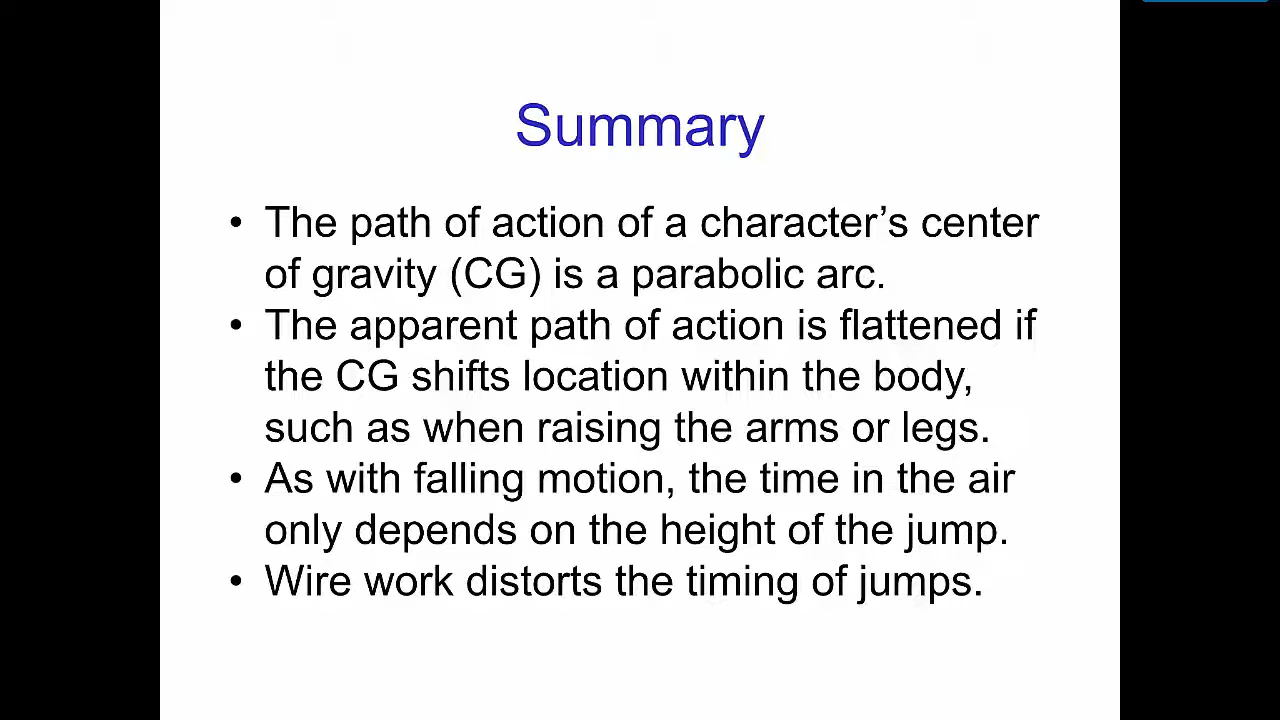 Summary
• The path of action of a character’s center
of gravity (CG) is a parabolic arc.
• The apparent path of action is flattened if
the CG shifts location within the body,
such as when raising the arms or legs.
• As with falling motion, the time in the air
only depends on the height of the jump.
• Wire work distorts the timing of jumps.